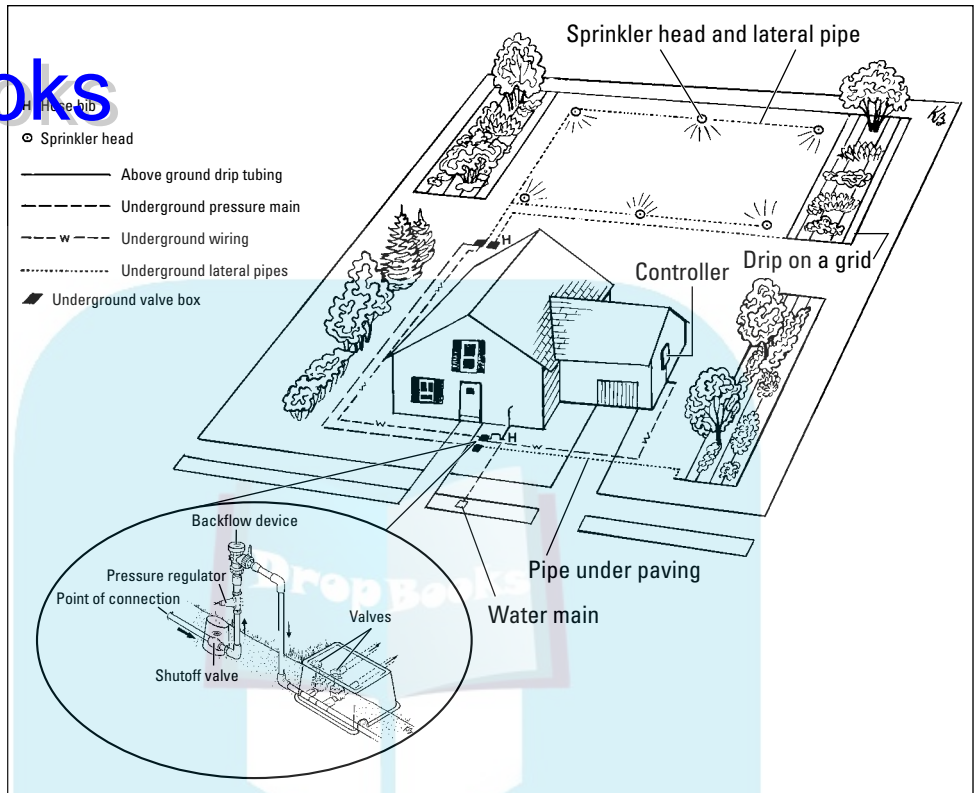 Sprinkler head and lateral pipe
oks
H Hose bib
Sprinkler head
Above ground drip tubing
Underground pressure main
W Underground wiring
Underground lateral pipes
Underground valve box
H
Controller
Drip on a grid
W
W
W
H
W
W
Pipe under paving
Water main
Backflow device
Pressure regulator
Point of connection
Valves
Shutoff valve
DropBooks